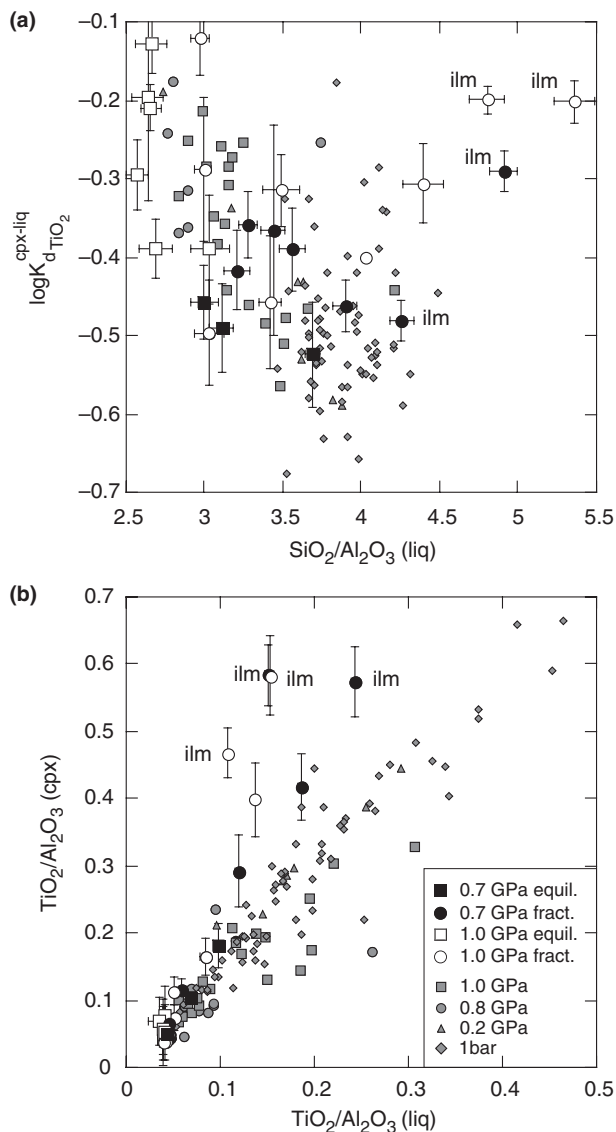 (a)
−0.1
−0.2
−0.3
−0.4
−0.5
−0.6
−0.7
logKdTiO2 cpx-liq
ilm
ilm
ilm
ilm
2.5 3 3.5 4 4.5 5 5.5
SiO2/Al2O3 (liq)
(b)
0.7
0.6
0.5
0.4
0.3
0.2
0.1
0
TiO2/Al2O3 (cpx)
ilm
ilm
ilm
ilm
0.7 GPa equil.
0.7 GPa fract.
1.0 GPa equil.
1.0 GPa fract.
1.0 GPa
0.8 GPa
0.2 GPa
1bar
0 0.1 0.2 0.3 0.4 0.5
TiO2/Al2O3 (liq)